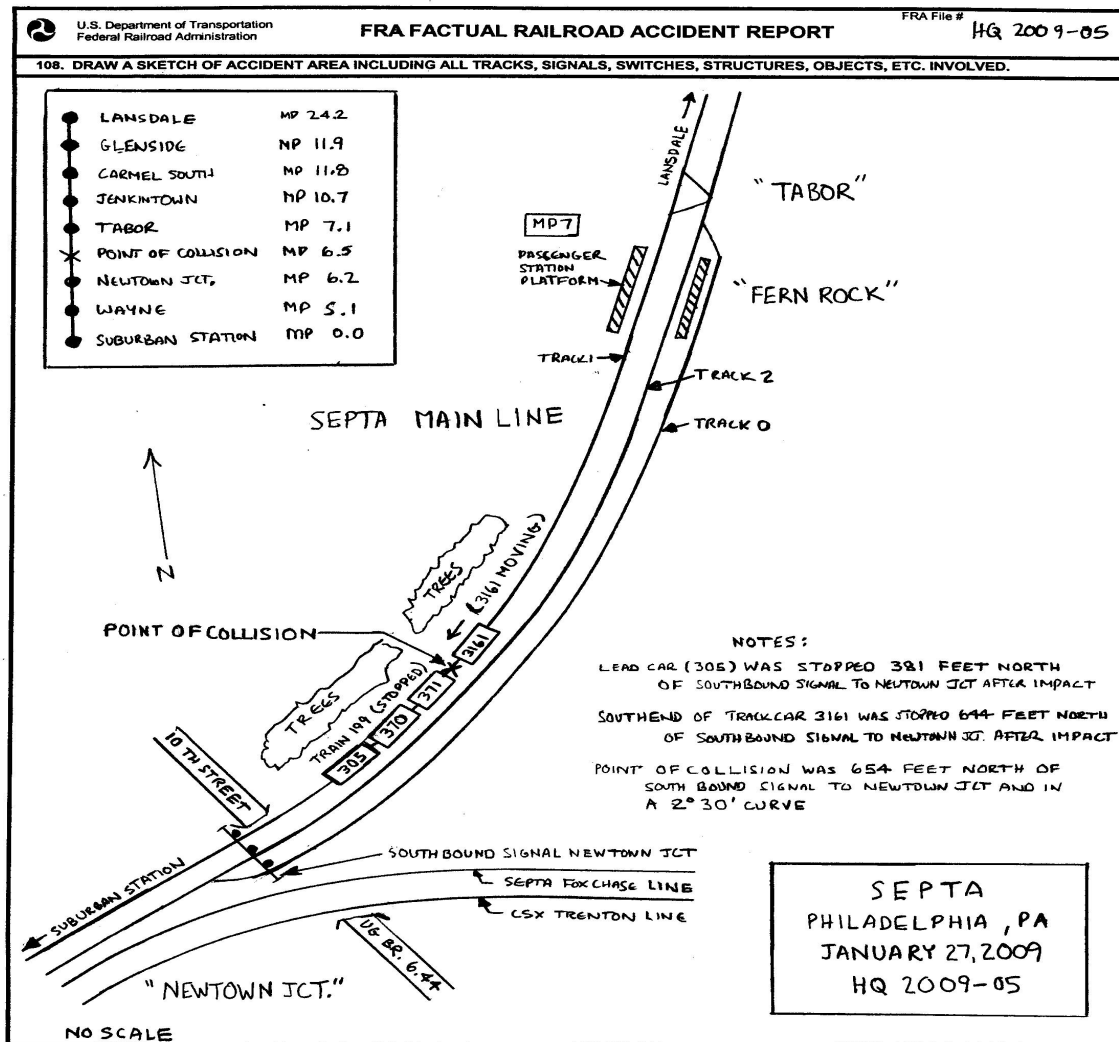 U.S. Department of Transportation
Federal Railroad Administration
FRA FACTUAL RAILROAD ACCIDENT REPORT
FRA File #
HQ 2009-05
108. DRAW A SKETCH OF ACCIDENT AREA INCLUDING ALL TRACKS, SIGNALS, SWITCHES, STRUCTURES, OBJECTS, ETC. INVOLVED.
LANSDALE MP 24.2
GLENSIDE MP 11.9
CARMEL SOUTH MP 11.8
JENKINTOWN MP 10.7
TABOR MP 7.1
POINT OF COLLISION MP 6.5
NEWTOWN JCT. MP 6.2
WAYNE MP 5.1
SUBURBAN STATION MP 0.0
LANSDALE
"TABOR"
MP7
PASSENGER
STATION
PLATFORM
"FERN ROCK"
TRACK 1
TRACK 2
TRACK 0
SEPTA MAIN LINE
N
TREES
(3161 MOVING)
POINT OF COLLISION
3161
371
370
305
TREES
TRAIN 199 (STOPPED)
10TH STREET
NOTES:
LEAD CAR (305) WAS STOPPED 381 FEET NORTH
OF SOUTHBOUND SIGNAL TO NEWTOWN JCT AFTER IMPACT
SOUTHEND OF TRACKCAR 3161 WAS STOPPED 644 FEET NORTH
OF SOUTHBOUND SIGNAL TO NEWTOWN JCT. AFTER IMPACT
POINT OF COLLISION WAS 654 FEET NORTH OF
SOUTH BOUND SIGNAL TO NEWTOWN JCT AND IN
A 2° 30' CURVE
SOUTHBOUND SIGNAL NEWTOWN JCT
SEPTA FOX CHASE LINE
CSX TRENTON LINE
SUBURBAN STATION
UG BR. 6.44
"NEWTOWN JCT."
NO SCALE
SEPTA
PHILADELPHIA, PA
JANUARY 27, 2009
HQ 2009-05